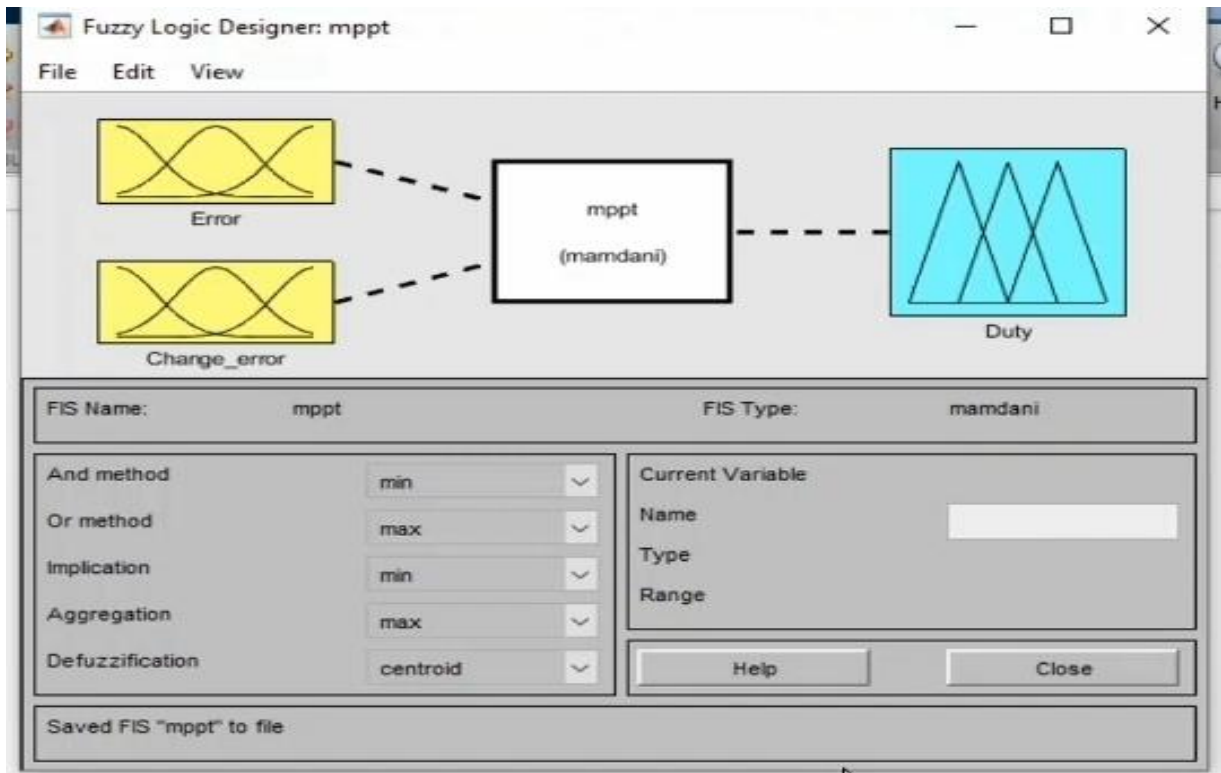 Fuzzy Logic Designer: mppt
File Edit View
Error
Change_error
mppt
(mamdani)
Duty
FIS Name: mppt FIS Type: mamdani
And method min
Or method max
Implication min
Aggregation max
Defuzzification centroid
Current Variable
Name
Type
Range
Help Close
Saved FIS "mppt" to file